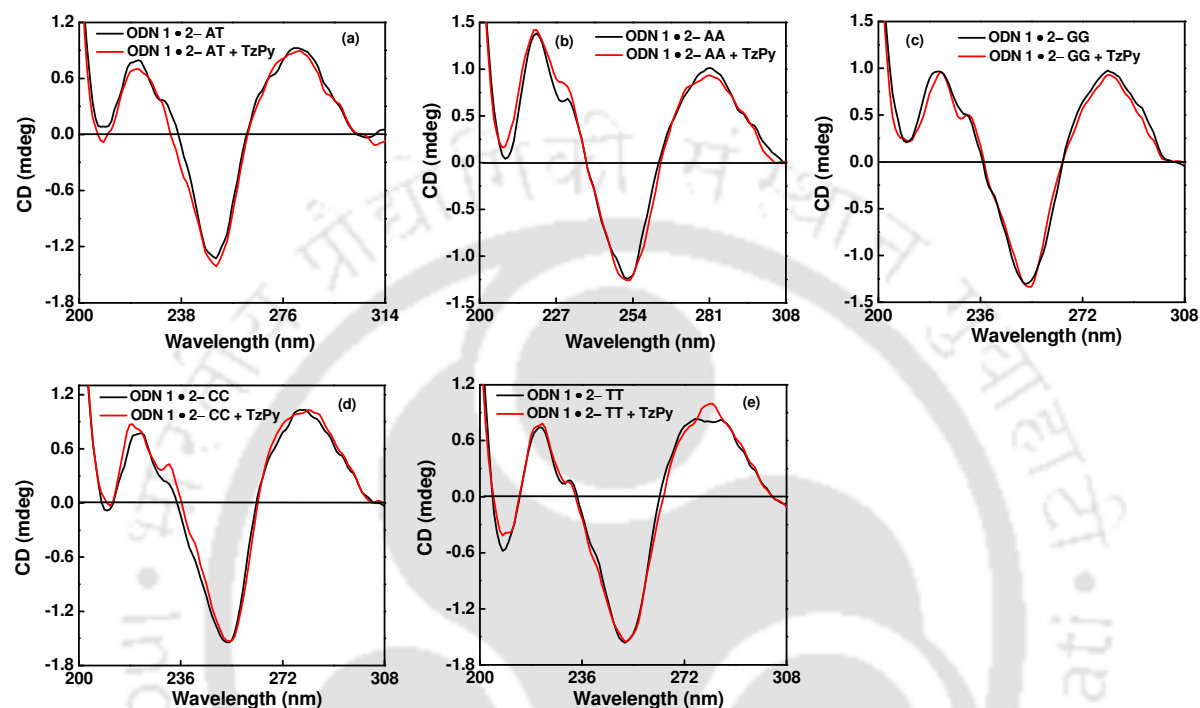 ODN 1 • 2– AT
ODN 1 • 2– AT + TzPy
(a)
CD (mdeg)
1.2
0.6
0.0
-0.6
-1.2
-1.8
200 238 276 314
Wavelength (nm)
(b)
ODN 1 • 2– AA
ODN 1 • 2– AA + TzPy
CD (mdeg)
1.5
1.0
0.5
0.0
-0.5
-1.0
-1.5
200 227 254 281 308
Wavelength (nm)
(c)
ODN 1 • 2– GG
ODN 1 • 2– GG + TzPy
CD (mdeg)
1.5
1.0
0.5
0.0
-0.5
-1.0
-1.5
200 236 272 308
Wavelength (nm)
ODN 1 • 2– CC
ODN 1 • 2– CC + TzPy
(d)
CD (mdeg)
1.2
0.6
0.0
-0.6
-1.2
-1.8
200 236 272 308
Wavelength (nm)
ODN 1 • 2– TT
ODN 1 • 2– TT + TzPy
(e)
CD (mdeg)
1.2
0.6
0.0
-0.6
-1.2
-1.8
200 236 272 308
Wavelength (nm)